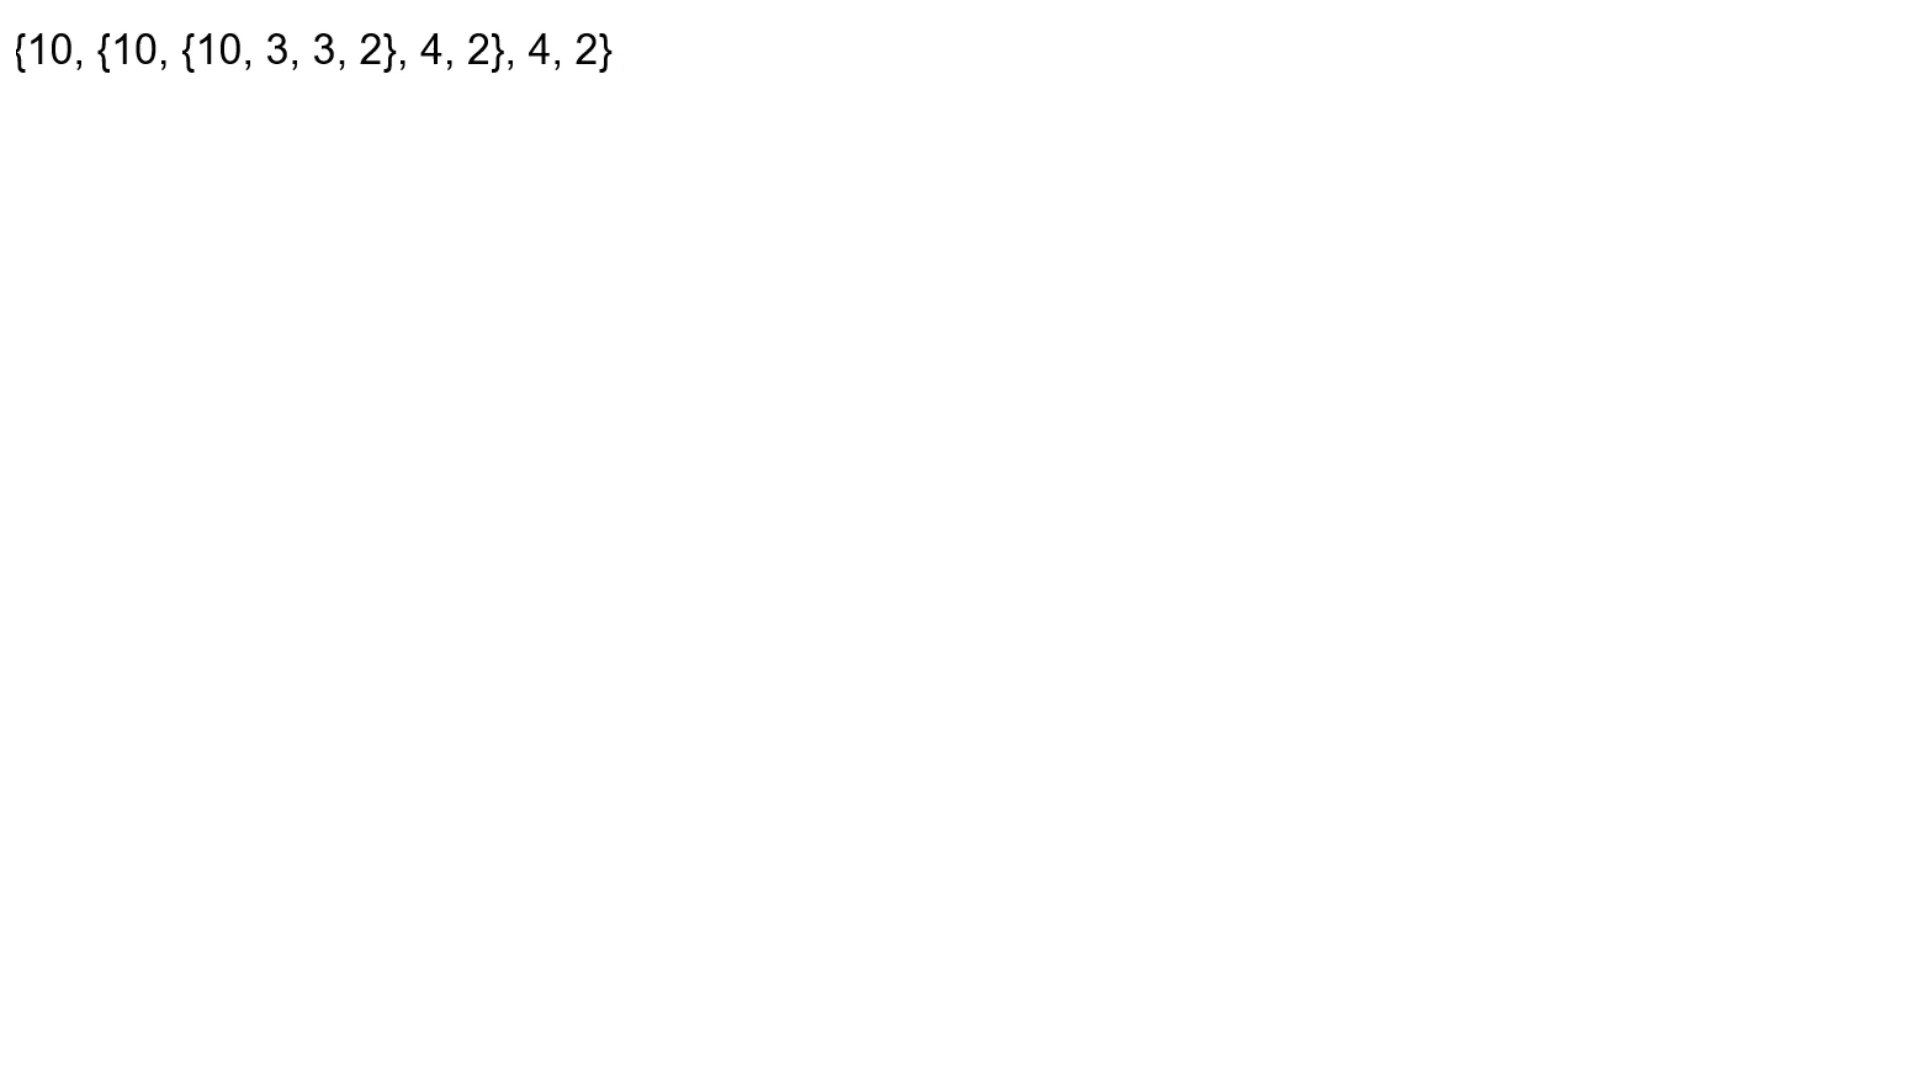 {10, {10, {10, 3, 3, 2}, 4, 2}, 4, 2}